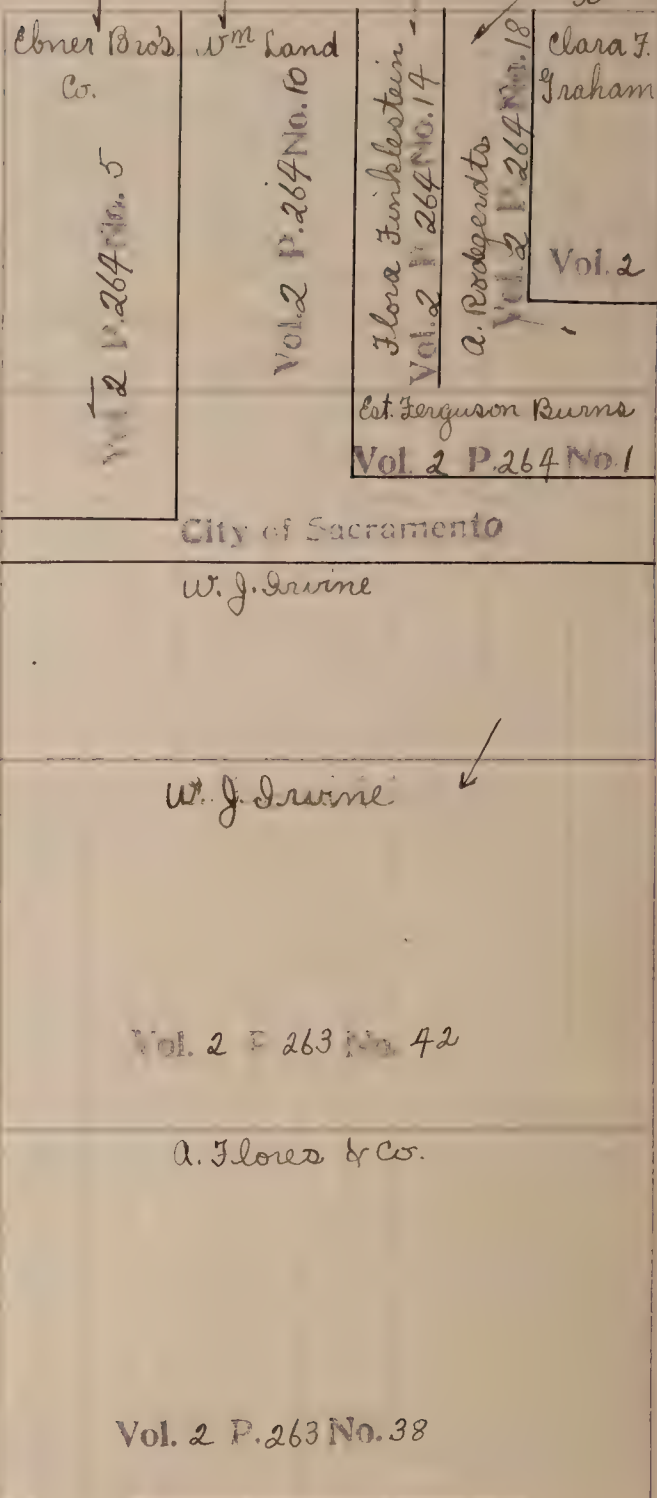 Ebner Bro's
Co.
Vol. 2 P. 264 No. 5
Wm Land
Vol. 2 P. 264 No. 10
Flora Finklestein
Vol. 2 P. 264 No. 14
A. Rodegerdts
Vol. 2 P. 264 No. 18
Clara F.
Graham
Vol. 2
Est. Ferguson Burns
Vol. 2 P. 264 No. 1
City of Sacramento
W. J. Irvine
W. J. Irvine
Vol. 2 P. 263 No. 42
A. Flores & Co.
Vol. 2 P. 263 No. 38